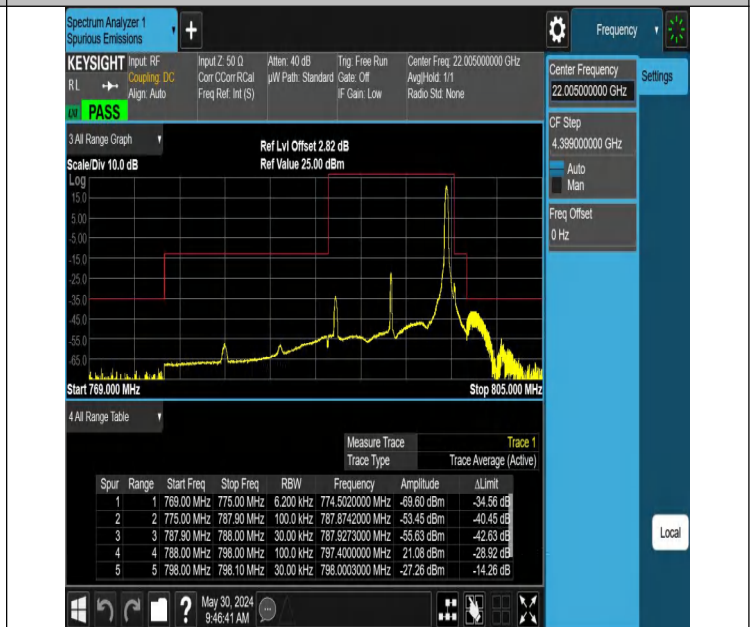 Spectrum Analyzer 1
Spurious Emissions
Frequency
KEYSIGHT Input: RF Input Z: 50 Ω Atten: 40 dB Trig: Free Run Center Freq: 22.005000000 GHz
RL Coupling: DC Corr CCorr RCal µW Path: Standard Gate: Off Avg|Hold: 1/1
Align: Auto Freq Ref: Int (S) IF Gain: Low Radio Std: None
LXI PASS
Center Frequency
22.005000000 GHz
Settings
CF Step
4.399000000 GHz
Auto
Man
Freq Offset
0 Hz
3 All Range Graph
Ref Lvl Offset 2.82 dB
Scale/Div 10.0 dB Ref Value 25.00 dBm
Log
15.0
5.00
-5.00
-15.0
-25.0
-35.0
-45.0
-55.0
-65.0
Start 769.000 MHz Stop 805.000 MHz
4 All Range Table
Measure Trace Trace 1
Trace Type Trace Average (Active)
Spur Range Start Freq Stop Freq RBW Frequency Amplitude ΔLimit
1 1 769.00 MHz 775.00 MHz 6.200 kHz 774.5020000 MHz -69.60 dBm -34.56 dB
2 2 775.00 MHz 787.90 MHz 100.0 kHz 787.8742000 MHz -53.45 dBm -40.45 dB
3 3 787.90 MHz 788.00 MHz 30.00 kHz 787.9273000 MHz -55.63 dBm -42.63 dB
4 4 788.00 MHz 798.00 MHz 100.0 kHz 797.4000000 MHz 21.08 dBm -28.92 dB
5 5 798.00 MHz 798.10 MHz 30.00 kHz 798.0003000 MHz -27.26 dBm -14.26 dB
Local
?
May 30, 2024
9:46:41 AM